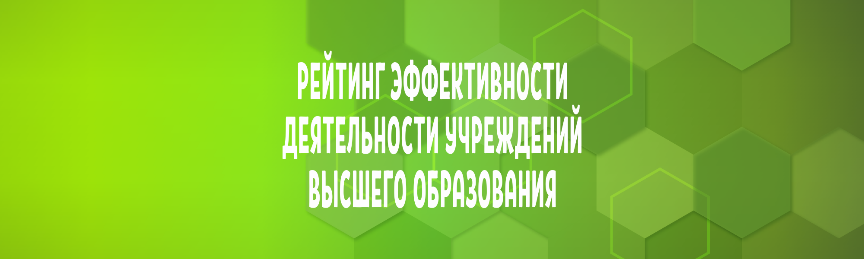 РЕЙТИНГ ЭФФЕКТИВНОСТИ
ДЕЯТЕЛЬНОСТИ УЧРЕЖДЕНИЙ
ВЫСШЕГО ОБРАЗОВАНИЯ